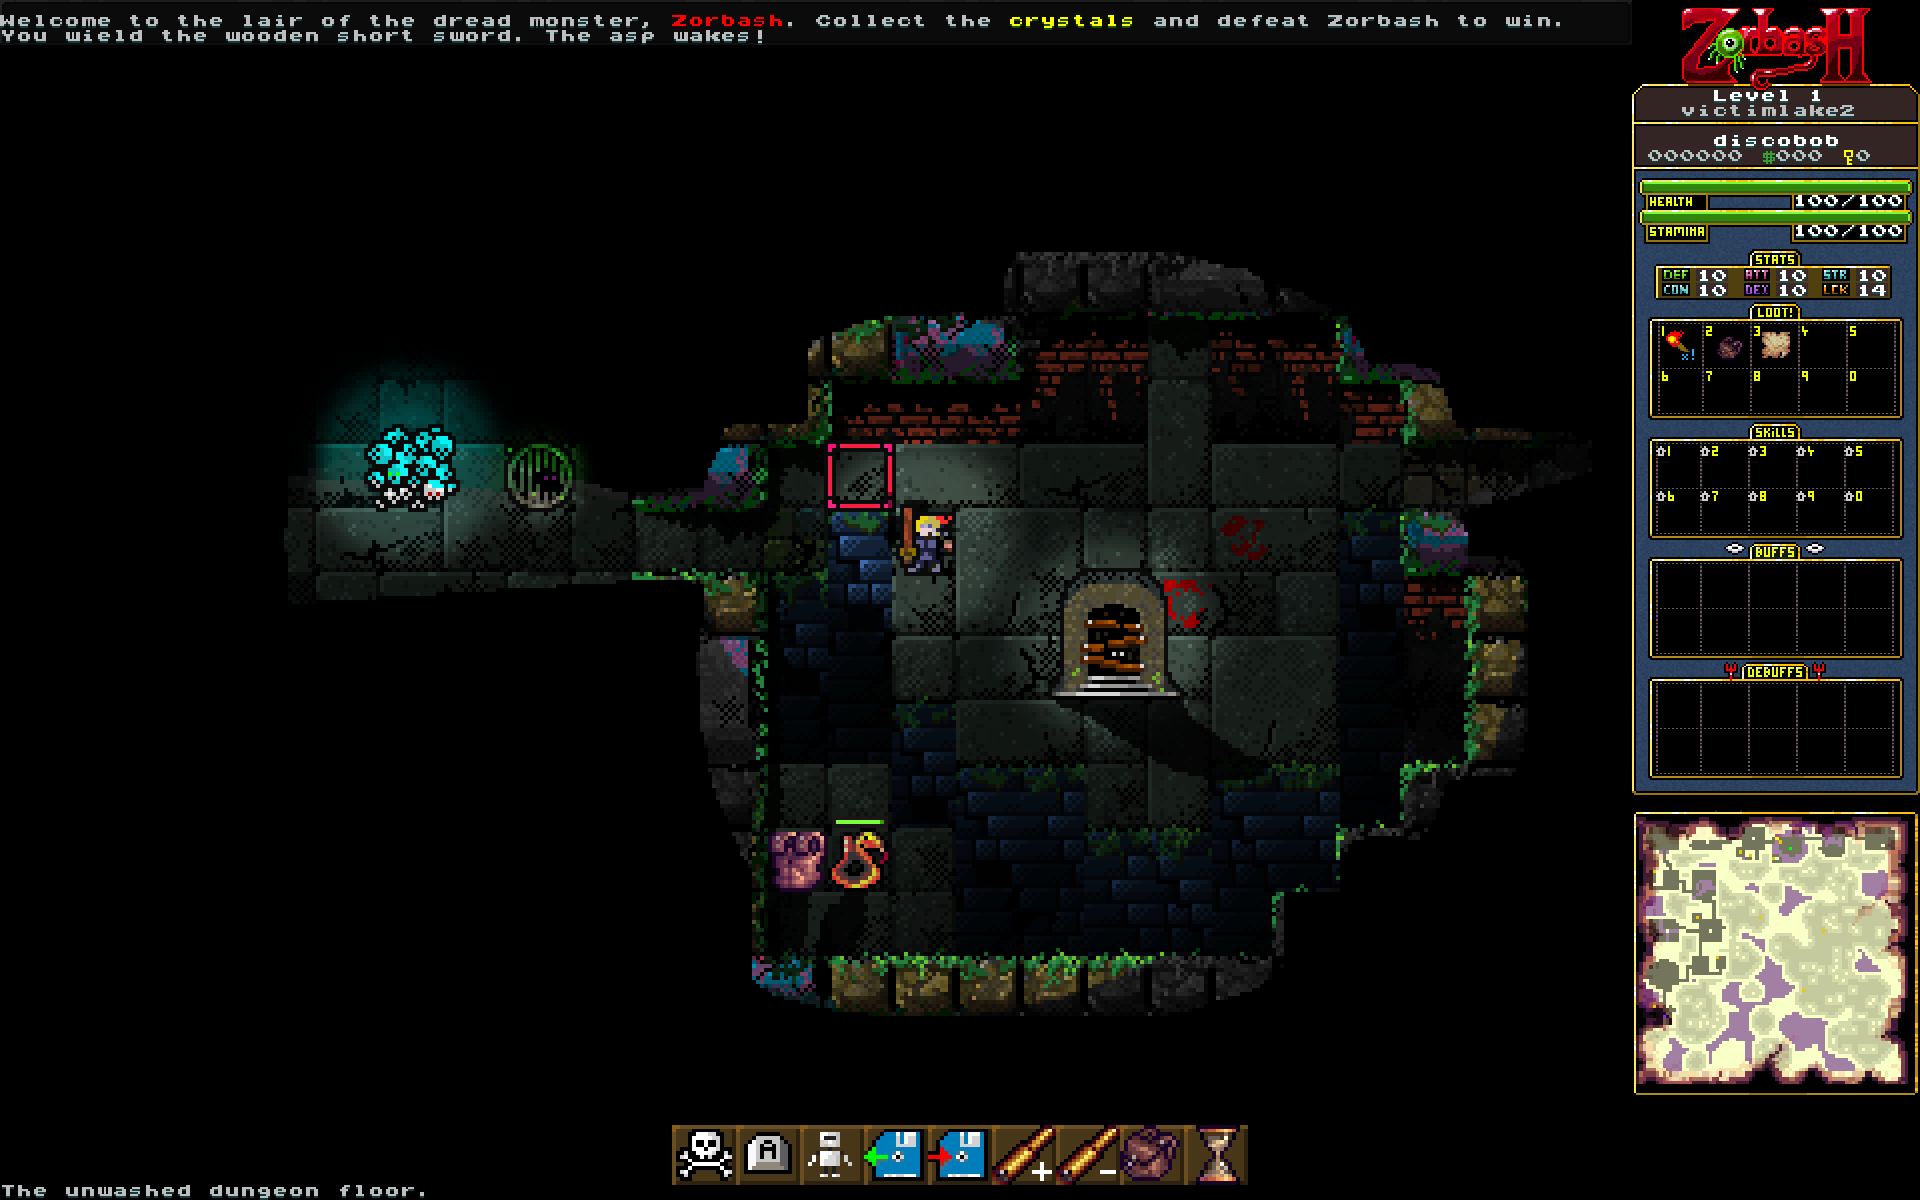 Welcome to the lair of the dread monster, Zorbash. Collect the crystals and defeat Zorbash to win.
You wield the wooden short sword. The asp wakes!
ZorbasH
Level 1
victimlake2
discobob
000000 #000 0
HEALTH 100/100
STAMINA 100/100
STATS
DEF 10 ATT 10 STR 10
CON 10 DEX 10 LCK 14
LOOT!
1 x1 2 3 4 5
6 7 8 9 0
SKILLS
1 2 3 4 5
6 7 8 9 0
BUFFS
DEBUFFS
A
+ -
The unwashed dungeon floor.